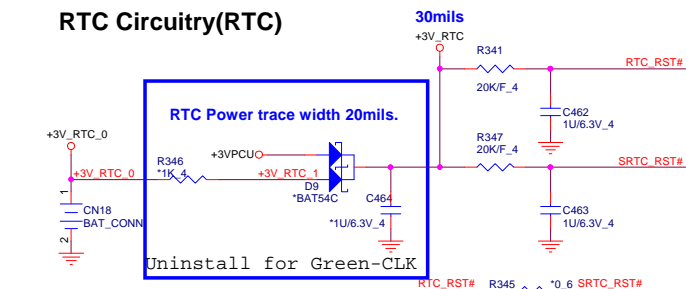 RTC Circuitry(RTC)
30mils
+3V_RTC
R341
RTC_RST#
20K/F_4
RTC Power trace width 20mils.
C462
1U/6.3V_4
+3V_RTC_0
R347
20K/F_4
+3VPCU
R346
SRTC_RST#
+3V_RTC_0
*1K_4
+3V_RTC_1
D9
*BAT54C
C464
1
CN18
BAT_CONN
2
*1U/6.3V_4
C463
1U/6.3V_4
Uninstall for Green-CLK
RTC_RST# R345 *0_6 SRTC_RST#